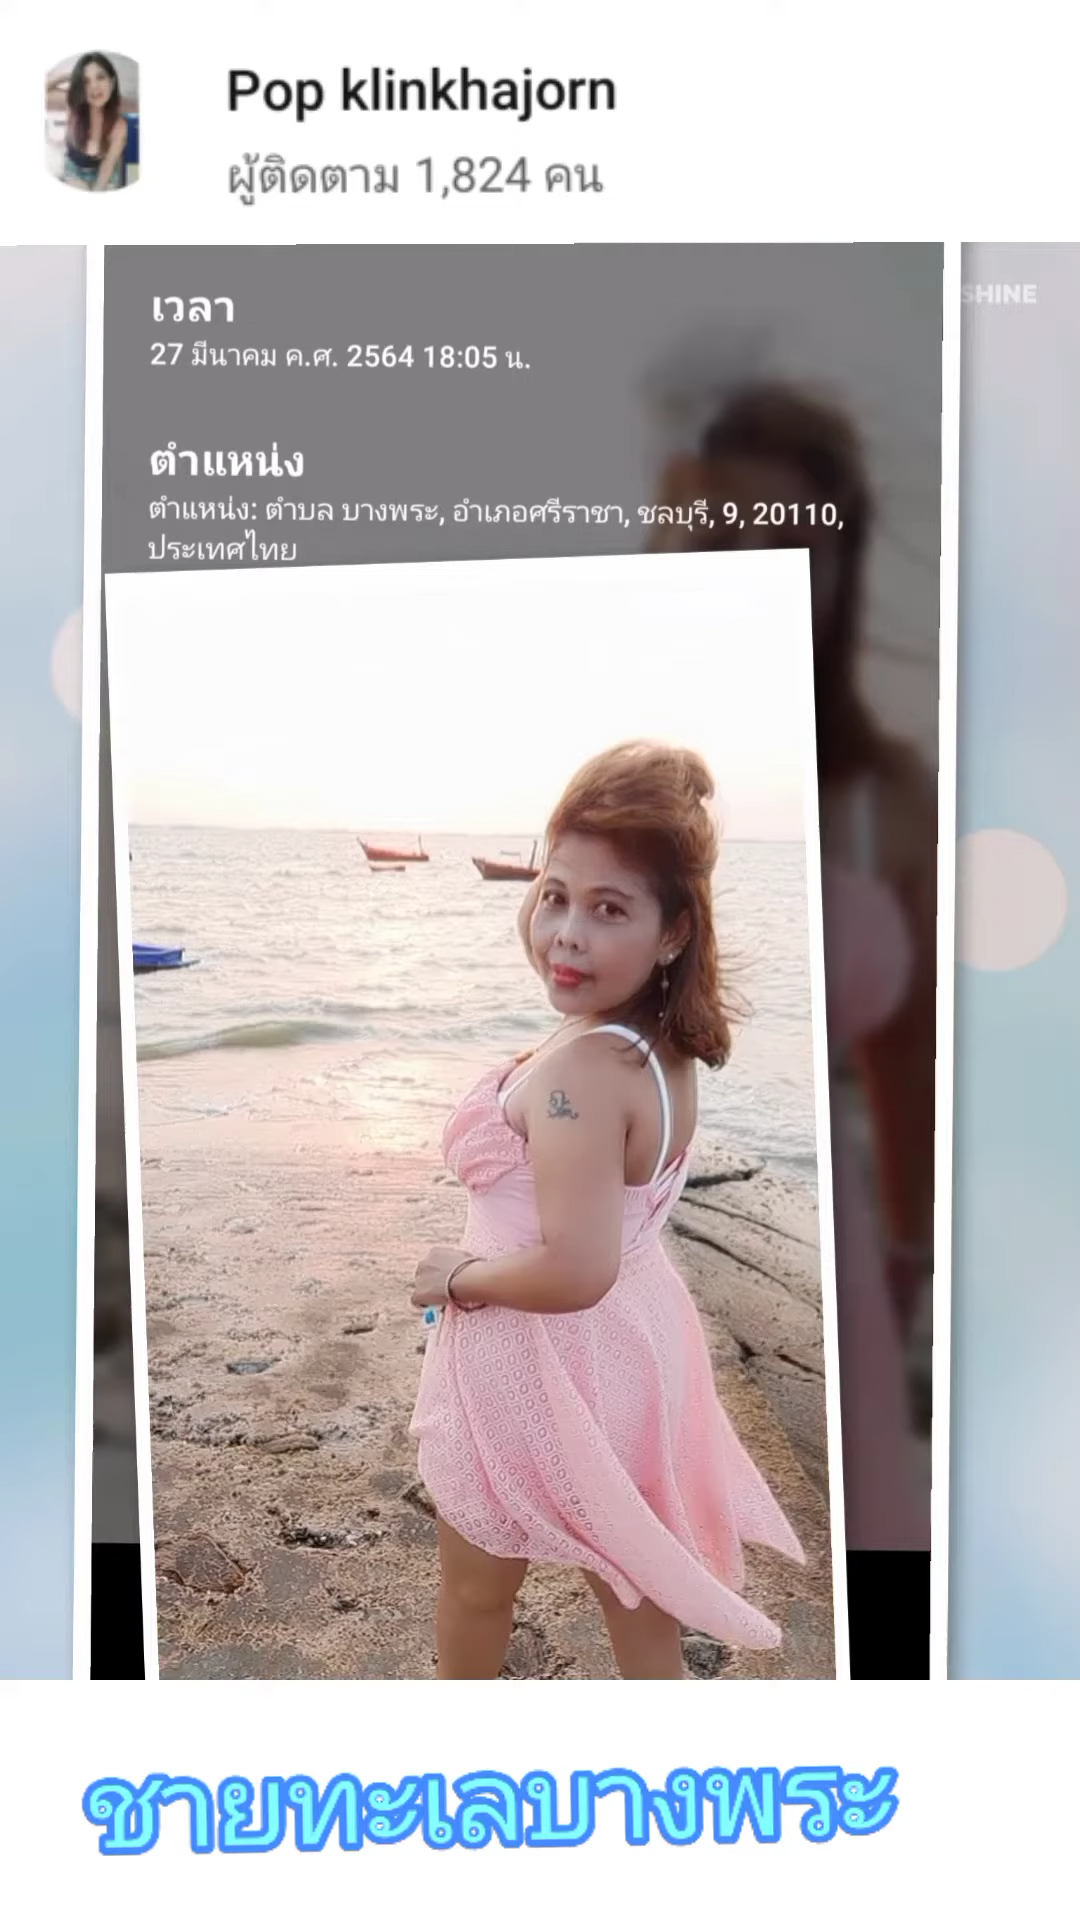 Pop klinkhajorn
ผู้ติดตาม 1,824 คน
SHINE
เวลา
27 มีนาคม ค.ศ. 2564 18:05 น.
ตำแหน่ง
ตำแหน่ง: ตำบล บางพระ, อำเภอศรีราชา, ชลบุรี, 9, 20110,
ประเทศไทย
ชายทะเลบางพระ